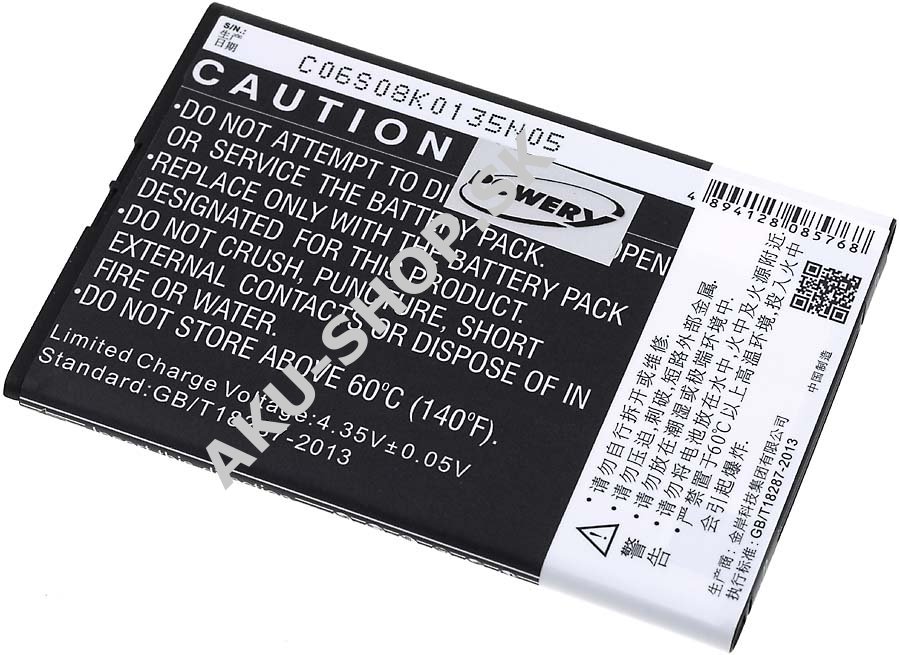 S/N.:
生产
日期
C06S08K0135N05
CAUTION
•DO NOT ATTEMPT TO DI OPEN
OR SERVICE THE BATTERY PACK.
•USE ONLY WITH THE BATTERY PACK
DESIGNATED FOR THIS PRODUCT.
•DO NOT CRUSH, PUNCTURE, SHORT
EXTERNAL CONTACTS OR DISPOSE OF IN
FIRE OR WATER.
•DO NOT STORE ABOVE 60°C (140°F).
Limited Charge Voltage:4.35V±0.05V
Standard:GB/T18287-2013
POWERY
AKU-SHOP.SK
4 894128 085768
警告
•请勿自行拆开或维修.
•请勿压迫,刺破,短路外部金属.
•请勿放在潮湿或极端环境中.
•请勿将电池放在水中,火中及火源附近
•严禁置于60℃以上高温环境,投入火中
会引起爆炸.
生产商: 金岸科技集团有限公司
执行标准:GB/T18287-2013
中国制造